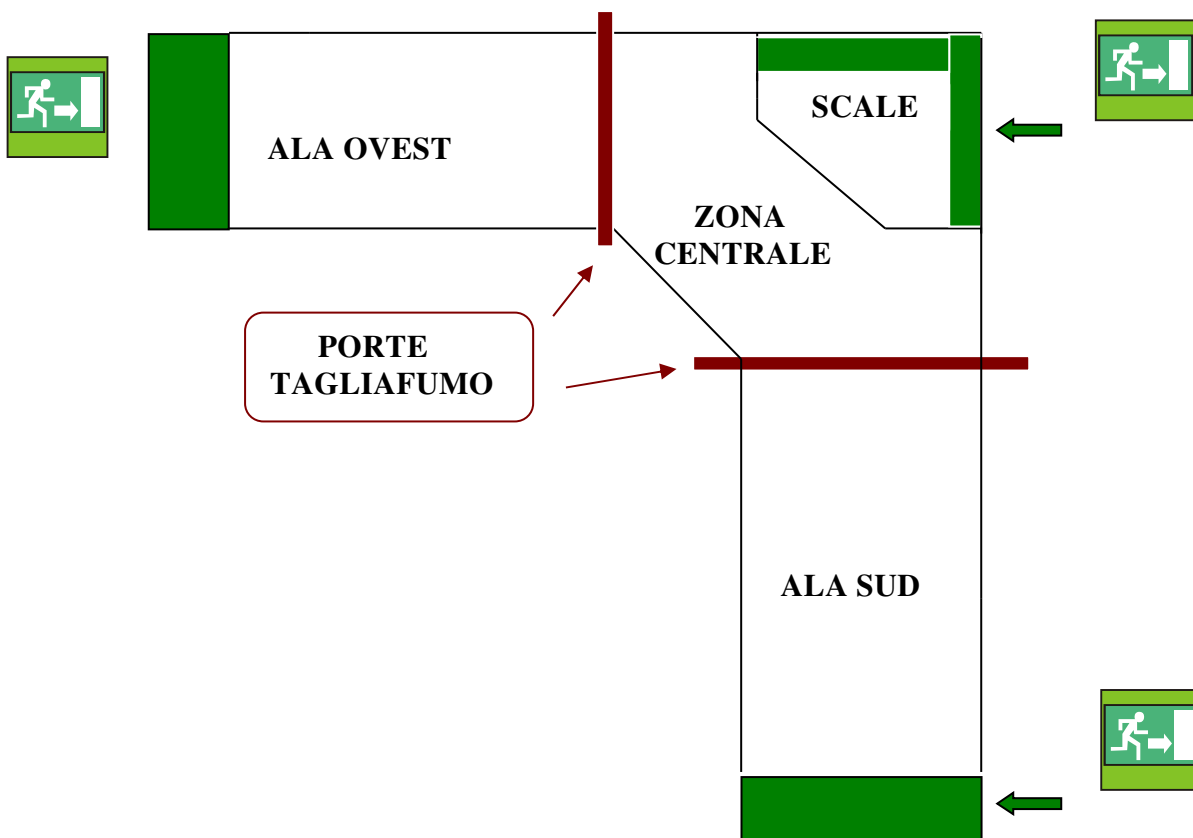 SCALE
ALA OVEST
ZONA
CENTRALE
PORTE
TAGLIAFUMO
ALA SUD